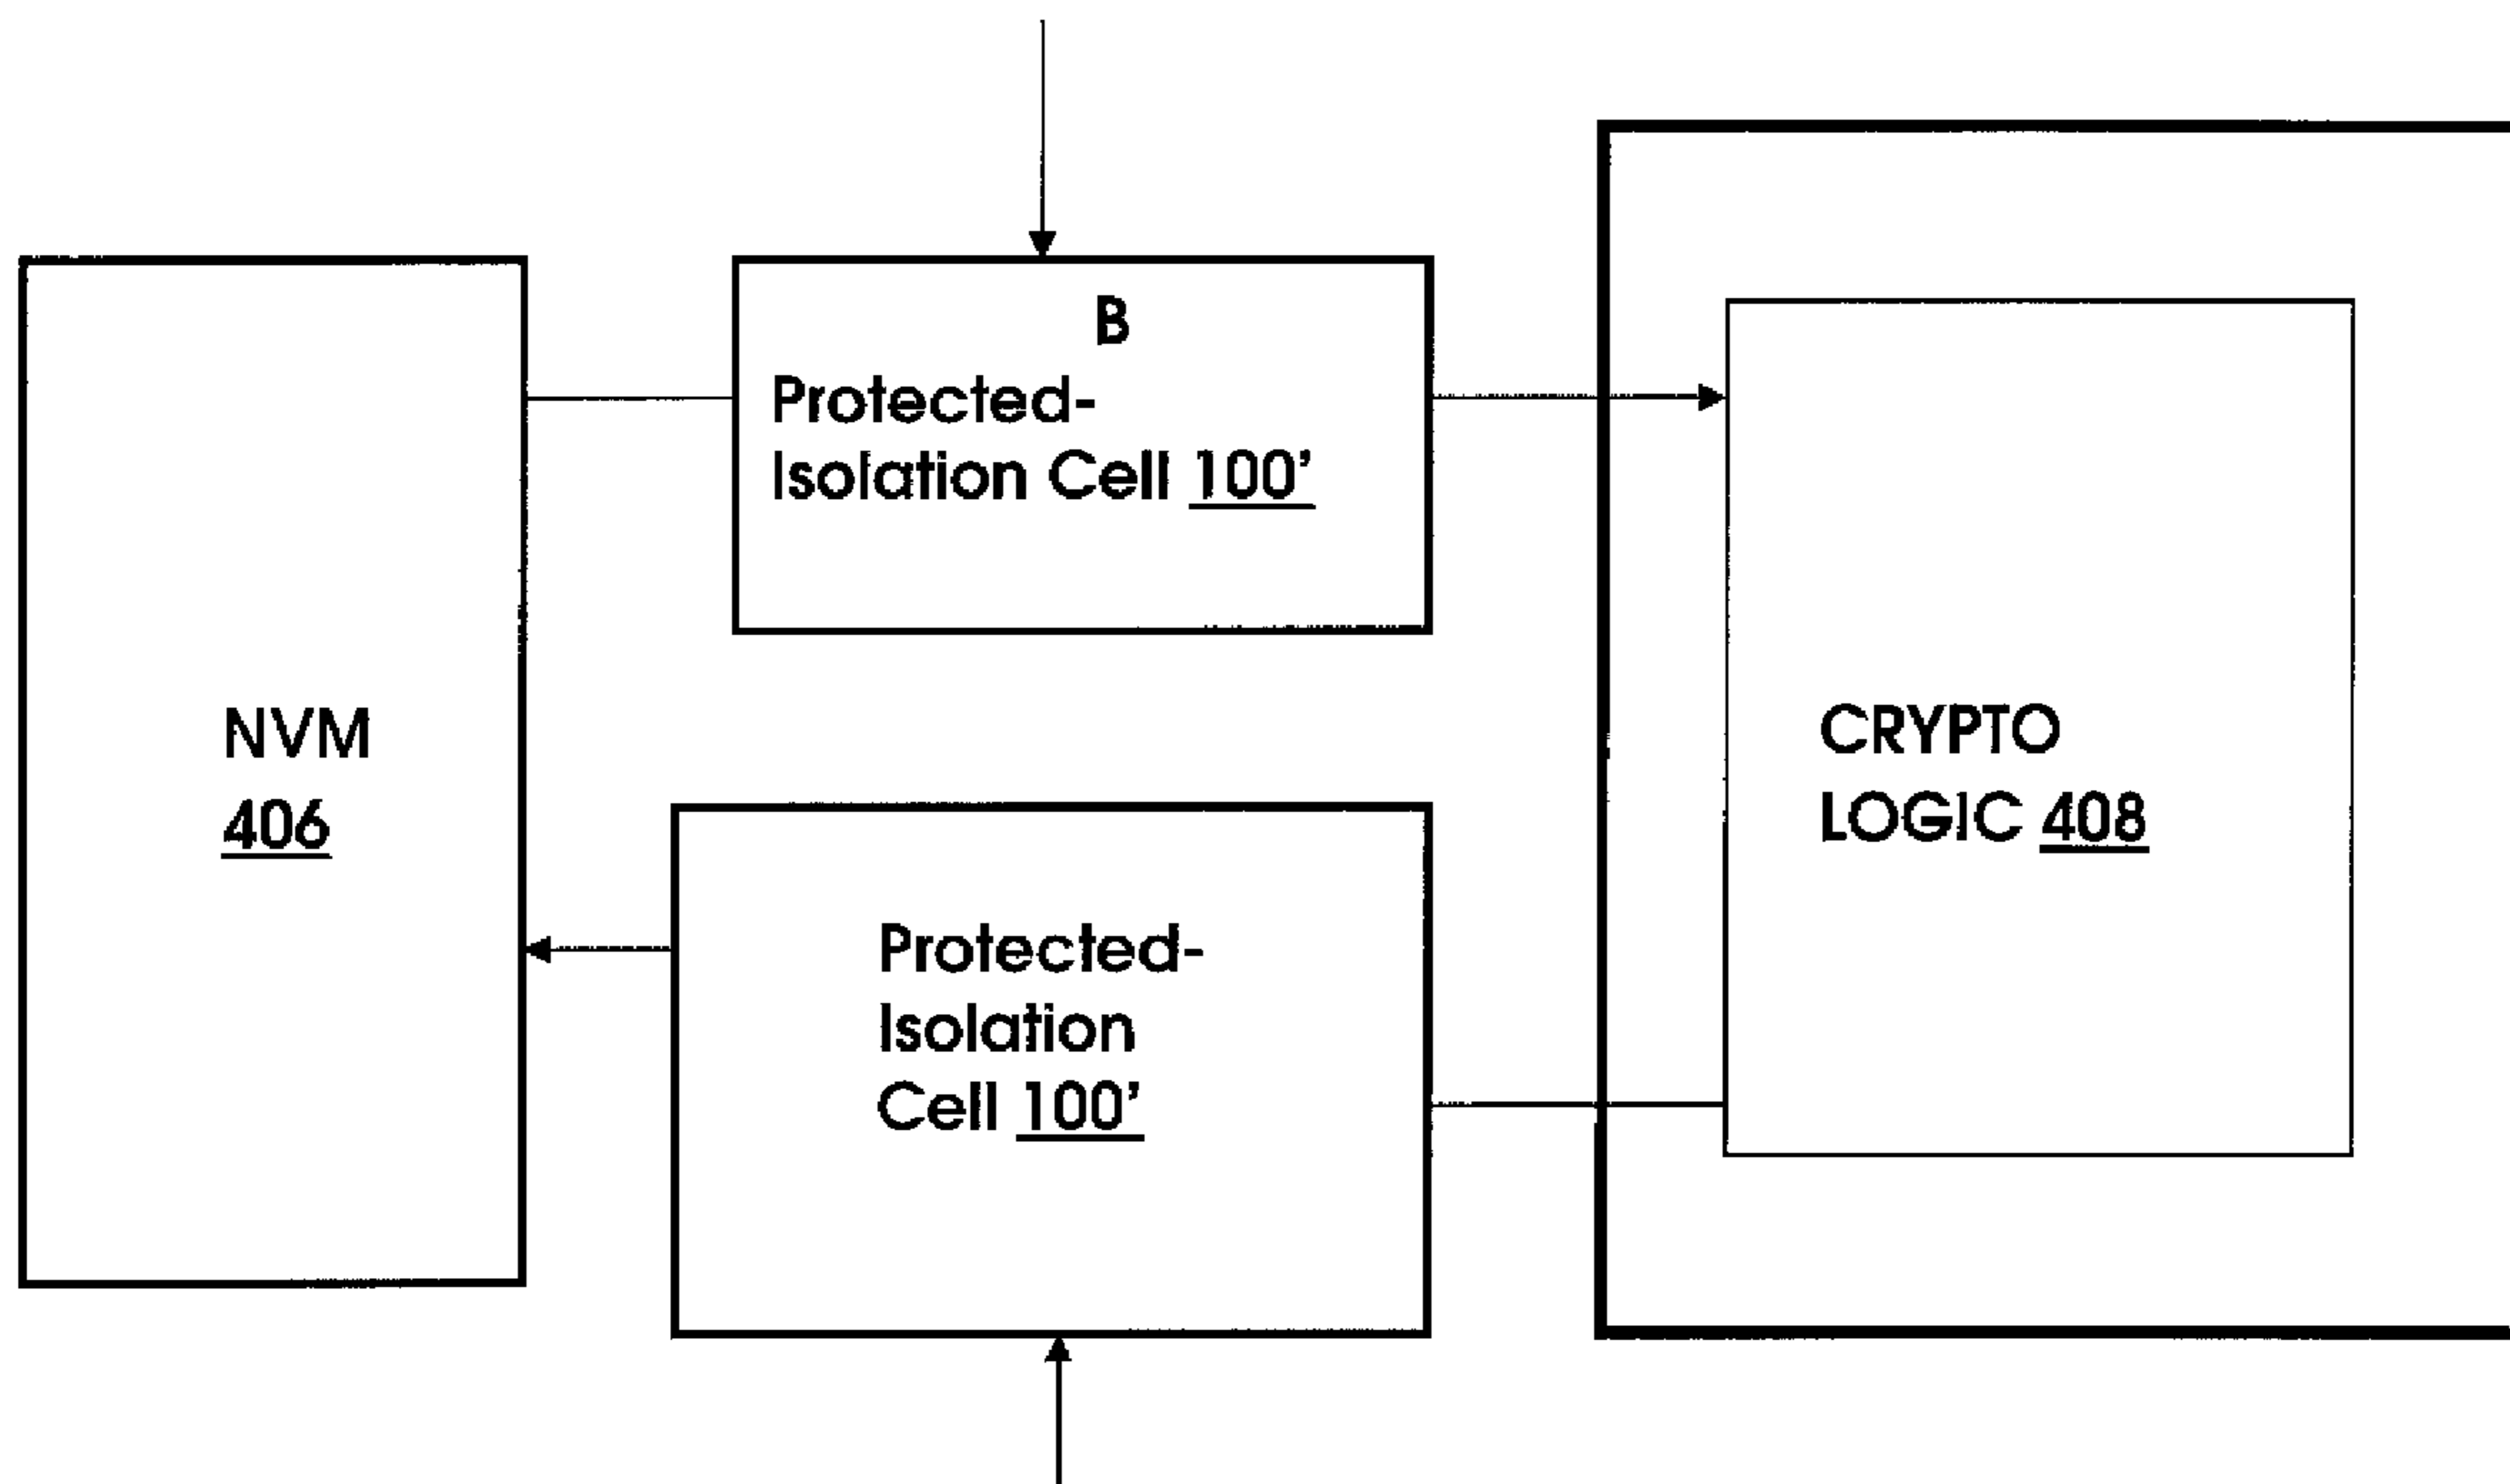 B
Protected-
Isolation Cell 100’
NVM
406
Protected-
Isolation
Cell 100’
CRYPTO
LOGIC 408